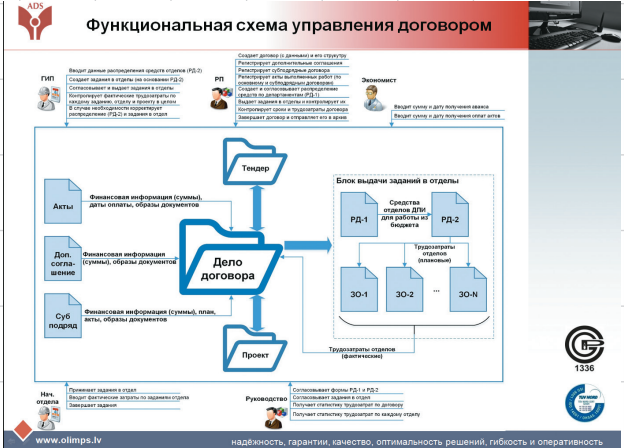 ADS
Функциональная схема управления договором
ГИП
Вводит данные распределения средств отделов (РД-2)
Создает задания в отделы (на основании РД-2)
Согласовывает и выдает задания в отделы
Контролирует фактические трудозатраты по
каждому заданию, отделу и проекту в целом
В случае необходимости корректирует
распределение (РД-2) и задания в отдел
РП
Создает договор (с данными) и его струкутру
Регистрирует дополнительные соглашения
Регистрирует субподрядные договора
Регистрирует акты выполненных работ (по
основному и субподрядным договорам)
Создает и согласовывает распределение
средств по департаментам (РД-1)
Выдает задания в отделы и контролирует их
Контролирует сроки и трудозатраты договора
Завершает договор и отправляет его в архив
Экономист
Вводит сумму и дату получения аванса
Вводит сумму и дату получения оплат актов
Тендер
Блок выдачи заданий в отделы
Акты
Финансовая информация (суммы),
даты оплаты, образы документов
РД-1
Средства
отделов ДПИ
для работы из
бюджета
РД-2
Доп.
согла-
шение
Финансовая информация
(суммы), образы документов
Дело
договора
Трудозатраты
отделов
(плановые)
ЗО-1
ЗО-2
...
ЗО-N
Суб
подряд
Финансовая информация (суммы), план,
акты, образы документов
Проект
Трудозатраты отделов
(фактические)
1336
Нач.
отдела
Принимает задания в отдел
Вводит фактические затраты по заданиям отдела
Завершает задания
Руководство
Согласовывает формы РД-1 и РД-2
Согласовывает задания в отдел
Получает статистику трудозатрат по договору
Получает статистику трудозатрат по каждому отделу
TÜV NORD
www.olimps.lv
надёжность, гарантии, качество, оптимальность решений, гибкость и оперативность